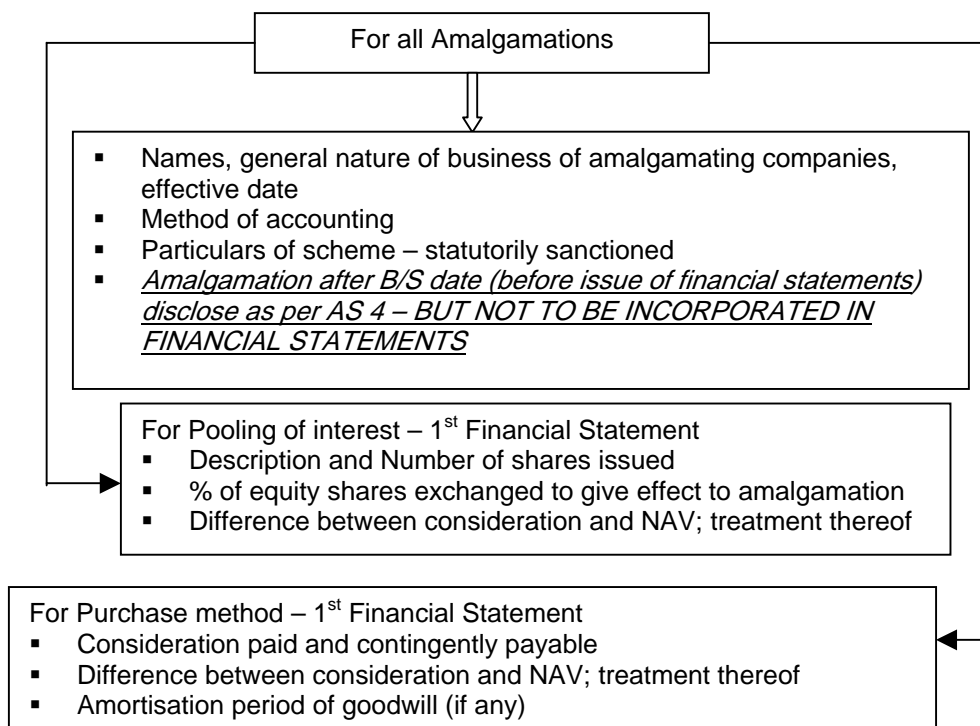 For all Amalgamations
▪ Names, general nature of business of amalgamating companies,
effective date
▪ Method of accounting
▪ Particulars of scheme – statutorily sanctioned
▪ Amalgamation after B/S date (before issue of financial statements)
disclose as per AS 4 – BUT NOT TO BE INCORPORATED IN
FINANCIAL STATEMENTS
For Pooling of interest – 1st Financial Statement
▪ Description and Number of shares issued
▪ % of equity shares exchanged to give effect to amalgamation
▪ Difference between consideration and NAV; treatment thereof
For Purchase method – 1st Financial Statement
▪ Consideration paid and contingently payable
▪ Difference between consideration and NAV; treatment thereof
▪ Amortisation period of goodwill (if any)